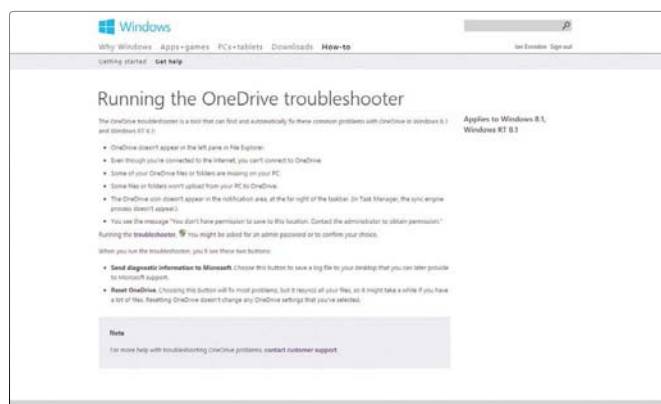 Windows
Why Windows Apps+games PCs+tablets Downloads How-to
Sign out
Getting started Get help
Running the OneDrive troubleshooter
Applies to Windows 8.1,
Windows RT 8.1
The OneDrive troubleshooter is a tool that can find and automatically fix these common problems with OneDrive in Windows 8.1
and Windows RT 8.1:
• OneDrive doesn't appear in the left pane in File Explorer.
• Even though you're connected to the Internet, you can't connect to OneDrive.
• Some of your OneDrive files or folders are missing on your PC.
• Some files or folders won't upload from your PC to OneDrive.
• The OneDrive icon doesn't appear in the notification area, at the far right of the taskbar. (In Task Manager, the sync engine
process doesn't appear.)
• You see the message "You don't have permission to save to this location. Contact the administrator to obtain permission."
Running the troubleshooter. You might be asked for an admin password or to confirm your choice.
When you run the troubleshooter, you'll see these two buttons:
• Send diagnostic information to Microsoft. Choose this button to save a log file to your desktop that you can later provide
to Microsoft support.
• Reset OneDrive. Choosing this button will fix most problems, but it resyncs all your files, so it might take a while if you have
a lot of files. Resetting OneDrive doesn't change any OneDrive settings that you've selected.
Note
For more help with troubleshooting OneDrive problems, contact customer support.